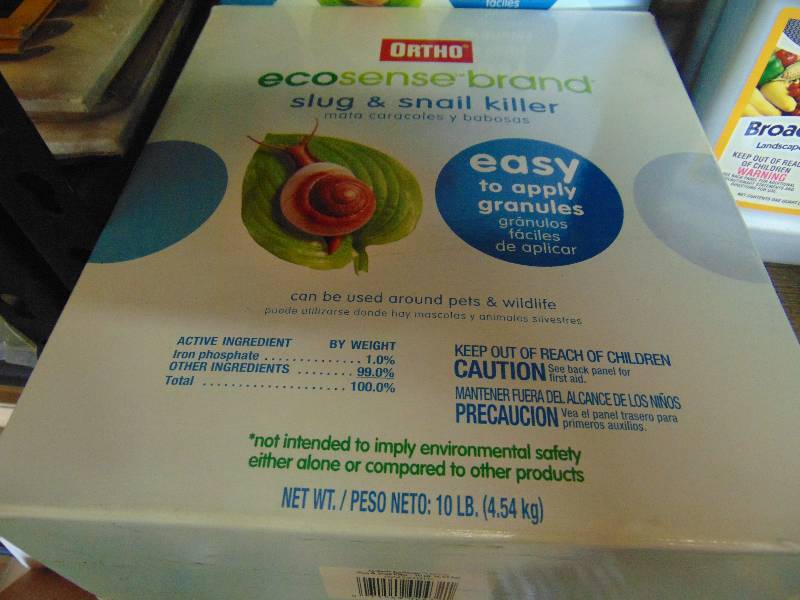 fáciles
ORTHO
ecosense brand
slug & snail killer
mata caracoles y babosas
easy
to apply
granules
gránulos
fáciles
de aplicar
can be used around pets & wildlife
puede utilizarse donde hay mascotas y animales silvestres
ACTIVE INGREDIENT BY WEIGHT
Iron phosphate .............. 1.0%
OTHER INGREDIENTS ........ 99.0%
Total ..................... 100.0%
KEEP OUT OF REACH OF CHILDREN
CAUTION See back panel for
first aid.
MANTENER FUERA DEL ALCANCE DE LOS NIÑOS
PRECAUCION Vea el panel trasero para
primeros auxilios.
*not intended to imply environmental safety
either alone or compared to other products
NET WT. / PESO NETO: 10 LB. (4.54 kg)
Landscap
KEEP OUT OF REAC
OF CHILDREN
WARNING